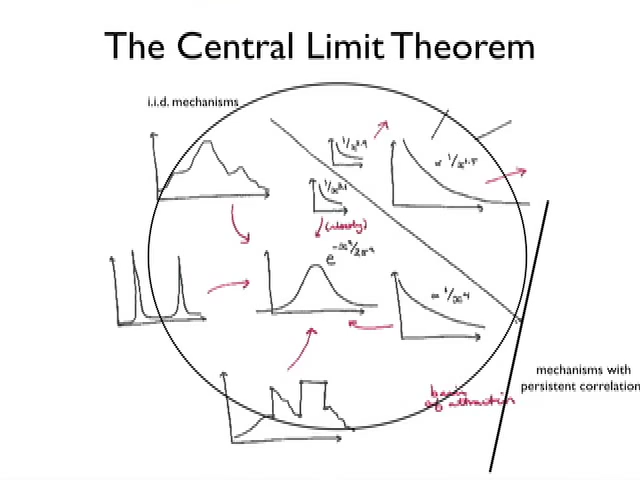 The Central Limit Theorem
i.i.d. mechanisms
1/x^2.9
∝ 1/x^1.5
1/x^3.1
(slowly)
e^-x²/2σ²
∝ 1/x^4
mechanisms with
persistent correlation
basin
of attraction